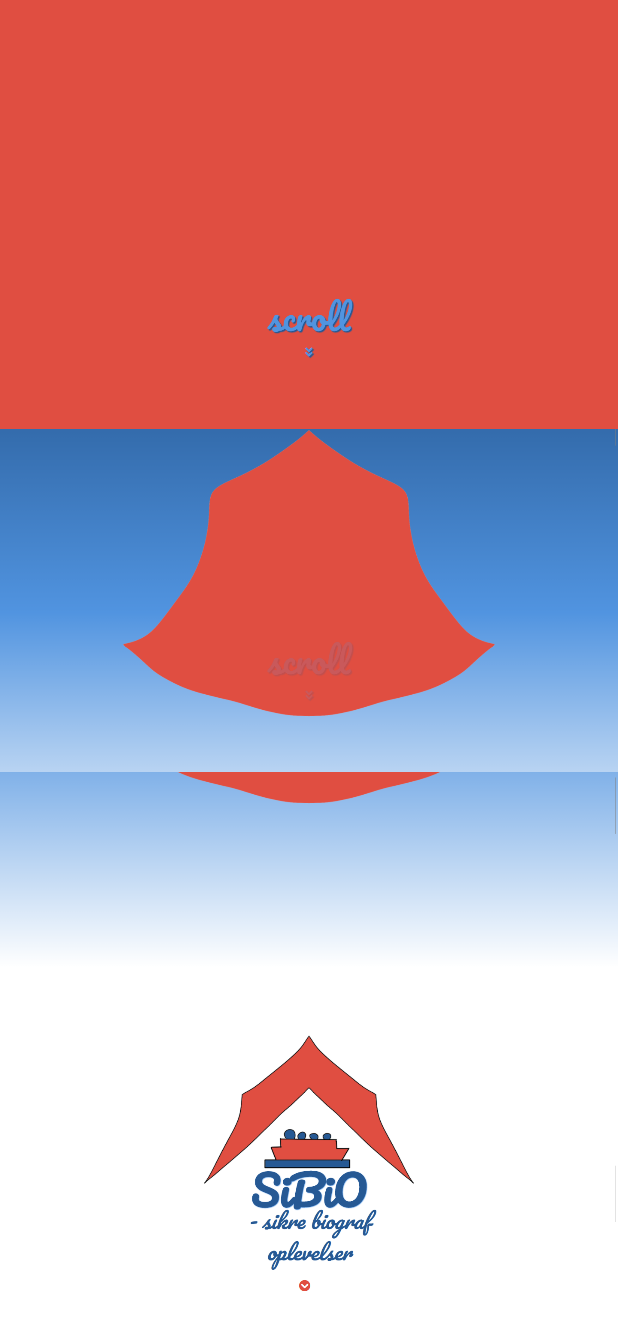 scroll
scroll
SiBiO
- sikre biograf
oplevelser